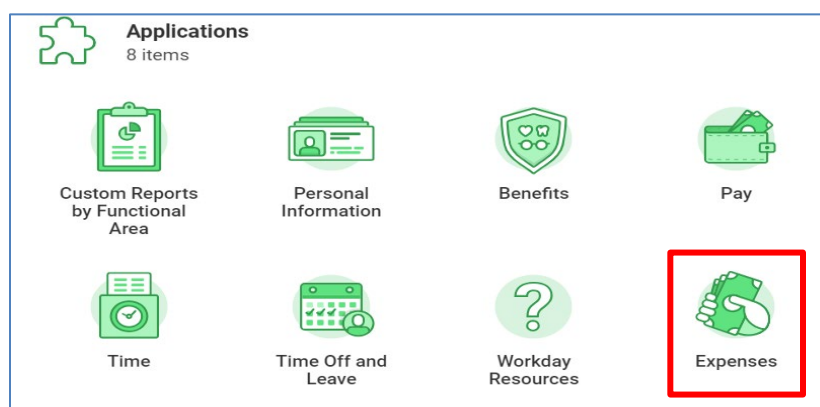 Applications
8 items
Custom Reports
by Functional
Area
Personal
Information
Benefits
Pay
Time
Time Off and
Leave
Workday
Resources
Expenses